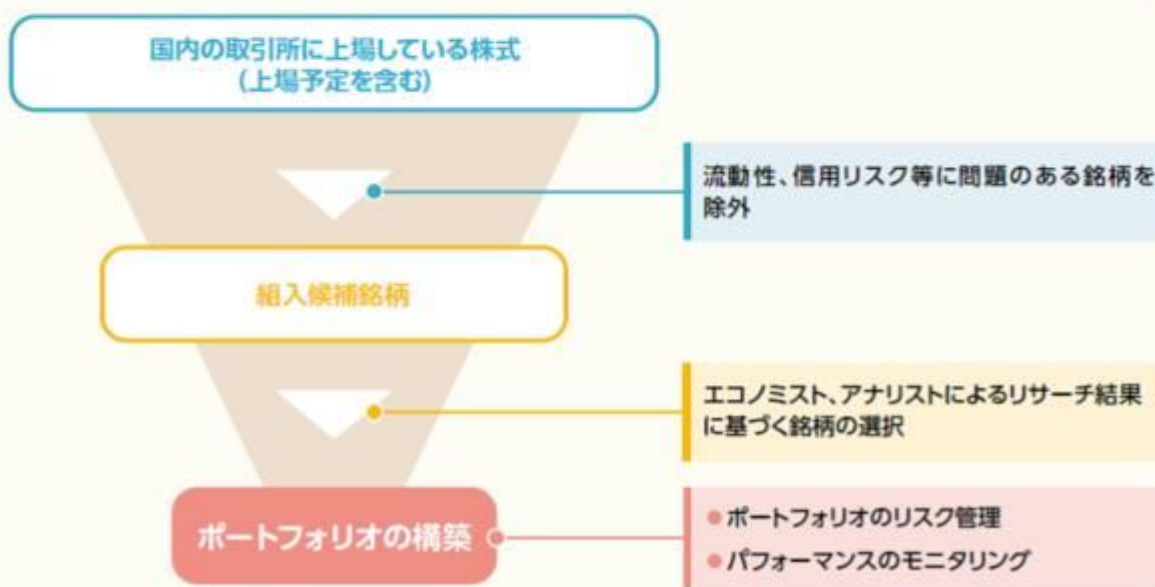 国内の取引所に上場している株式
(上場予定を含む)
流動性、信用リスク等に問題のある銘柄を
除外
組入候補銘柄
エコノミスト、アナリストによるリサーチ結果
に基づく銘柄の選択
ポートフォリオの構築
●ポートフォリオのリスク管理
●パフォーマンスのモニタリング